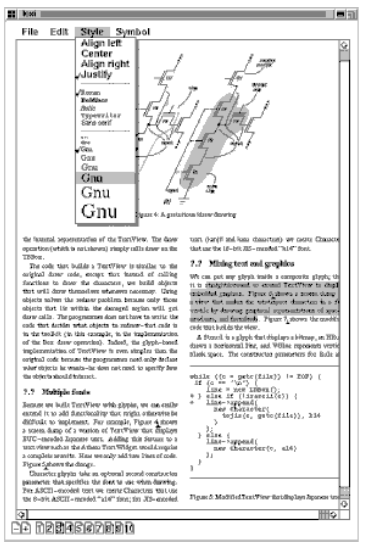 lexi
File Edit Style Symbol
Align left
Center
Align right
Justify
Roman
Boldface
Italic
Typewriter
Sans serif
Gnu
Gnu
Gnu
Gnu
Gnu
Gnu
drawing
the internal representation of the TextView. The draw
operation (which is not shown) simply calls draw on the
TBBox.
The code that builds a TextView is similar to the
original draw code, except that instead of calling
functions to draw the characters, we build objects
that will draw themselves whenever necessary. Using
objects solves the redraw problem because only those
objects that lie within the damaged region will get
draw calls. The programmer does not have to write the
code that decides what objects to redraw—that code is
in the toolkit (in this example, in the implementation
of the Box draw operation). Indeed, the glyph-based
implementation of TextView is even simpler than the
original code because the programmer need only declare
what objects he wants—he does not need to specify how
the objects should interact.
Multiple fonts
Because we built TextView with glyphs, we can easily
extend it to add functionality that might otherwise be
difficult to implement. For example, Figure 4 shows
a screen dump of a version of TextView that displays
EUC-encoded Japanese text. Adding this feature to a
text view such as the Athena TextWidget would require
a complete rewrite. Here we only add two lines of code.
Figure 5 shows the change.
Character glyphs take an optional second constructor
parameter that specifies the font to use when drawing.
For ASCII-encoded text we create Characters that use
the 8-bit ASCII-encoded "a14" font; for JIS-encoded
text (kanji and kana characters) we create Characters
that use the 16-bit JIS-encoded "k14" font.
Mixing text and graphics
We can put any glyph inside a composite glyph; thus
it is straightforward to extend TextView to display
embedded graphics. Figure 6 shows a screen dump
view that makes the whitespace characters in a
visible by drawing graphical representations of spaces,
newlines, and formfeeds. Figure 7 shows the modified
code that builds the view.
A Stencil is a glyph that displays a bitmap, an HRule
draws a horizontal line, and VGlue represents vertical
blank space. The constructor parameters for Rule and
while ((c = getc(file)) != EOF) {
if (c == '\n') {
line = new LRBox();
} else if (!isascii(c)) {
line->append(
new Character(
tojis(c, getc(file)), k14
)
);
} else {
line->append(
new Character(c, a14)
);
}
}
Figure 5: Modified TextView that displays Japanese text
1 2 3 4 5 6 7 8 9 10